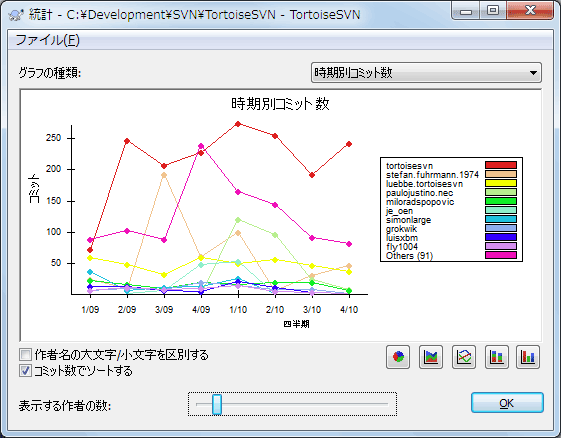 統計 - C:¥Development¥SVN¥TortoiseSVN - TortoiseSVN
ファイル(F)
グラフの種類:
時期別コミット数
時期別コミット数
コミット
250
200
150
100
50
1/09 2/09 3/09 4/09 1/10 2/10 3/10 4/10
四半期
tortoisesvn
stefan.fuhrmann.1974
luebbe.tortoisesvn
paulojustino.nec
miloradspopovic
je_oen
simonlarge
grokwik
luisxbm
fly1004
Others (91)
作者名の大文字/小文字を区別する
コミット数でソートする
表示する作者の数:
OK